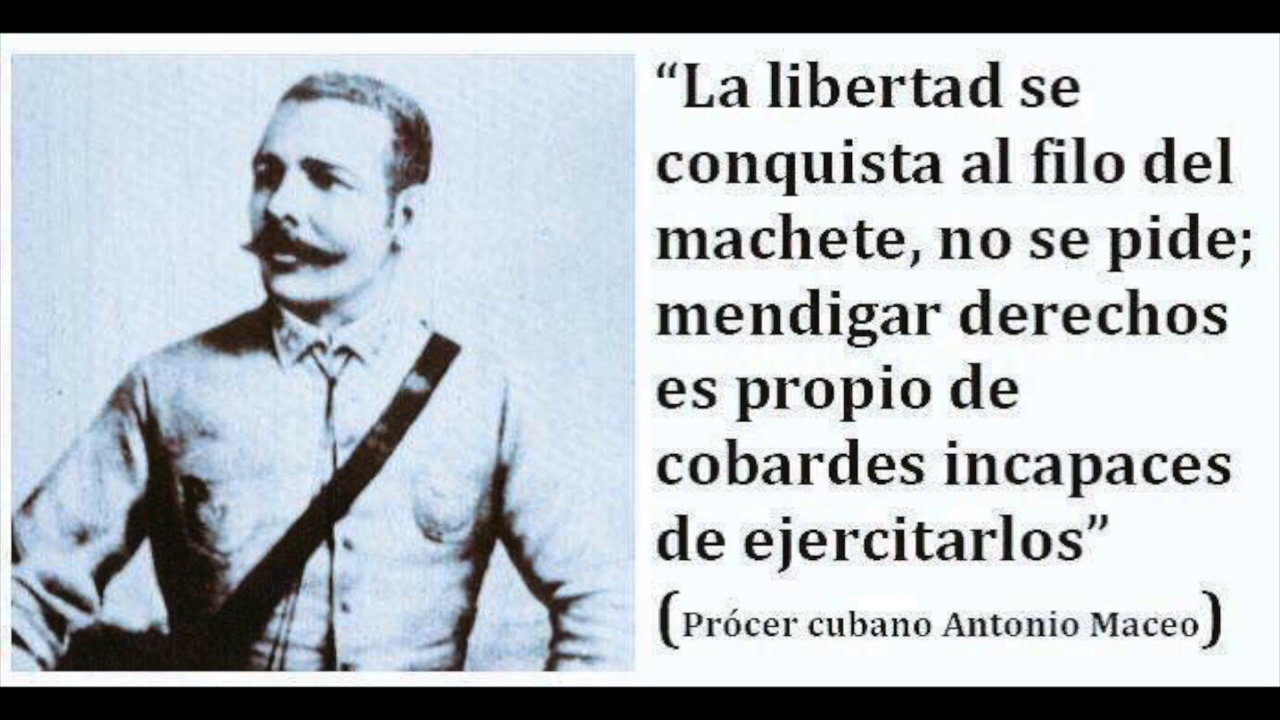 “La libertad se
conquista al filo del
machete, no se pide;
mendigar derechos
es propio de
cobardes incapaces
de ejercitarlos”
(Prócer cubano Antonio Maceo)